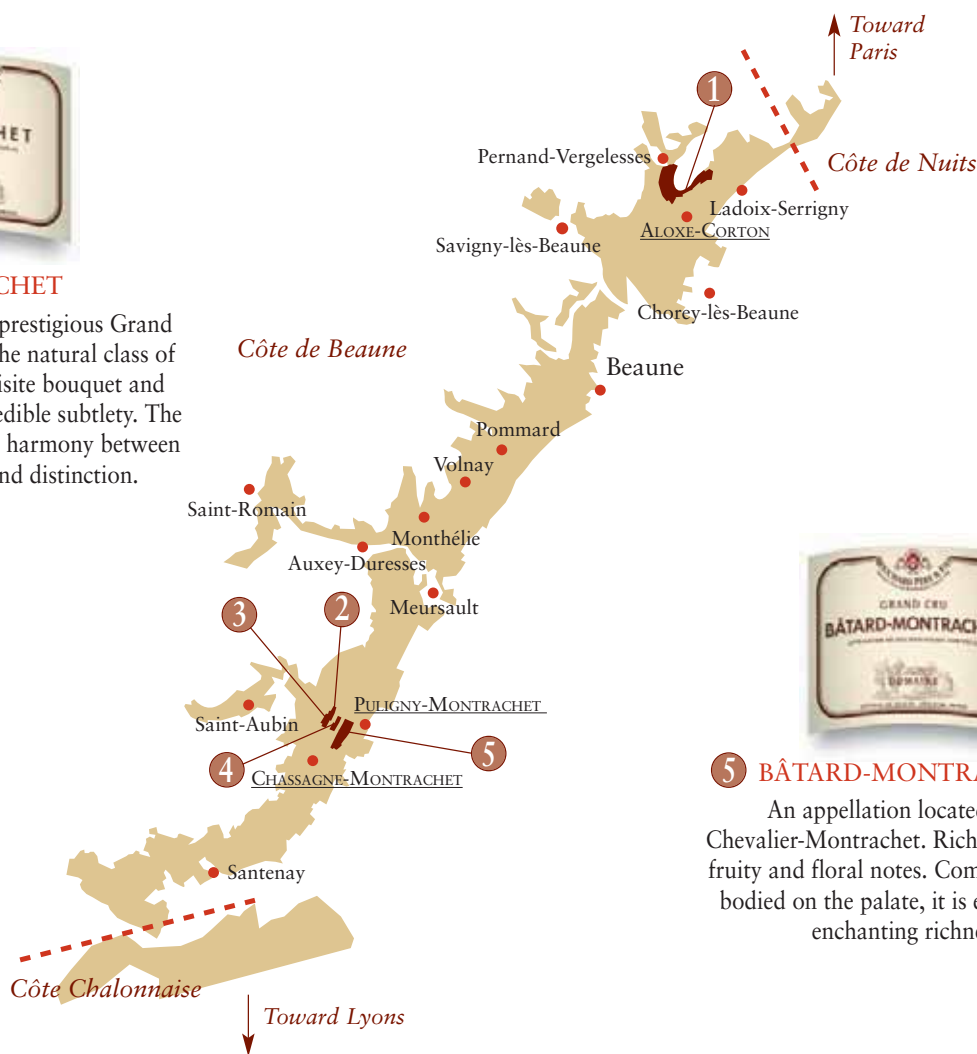 Toward
Paris
1
Côte de Nuits
Pernand-Vergelesses
Ladoix-Serrigny
ALOXE-CORTON
Savigny-lès-Beaune
Chorey-lès-Beaune
HET
CHET
prestigious Grand
he natural class of
isite bouquet and
edible subtlety. The
harmony between
nd distinction.
Côte de Beaune
Beaune
Pommard
Volnay
Saint-Romain
Monthélie
Auxey-Duresses
Meursault
3
2
PULIGNY-MONTRACHET
Saint-Aubin
4
5
CHASSAGNE-MONTRACHET
Santenay
Côte Chalonnaise
Toward Lyons
GRAND CRU
BÂTARD-MONTRACH
DOMAINE
5 BÂTARD-MONTRA
An appellation located
Chevalier-Montrachet. Rich
fruity and floral notes. Com
bodied on the palate, it is e
enchanting richne